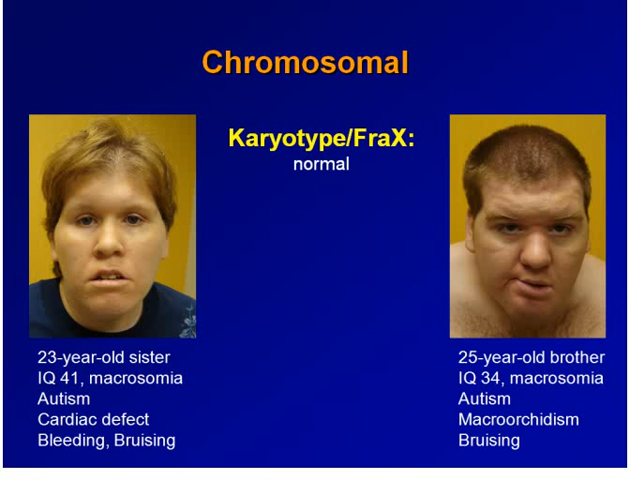 Chromosomal
Karyotype/FraX:
normal
23-year-old sister
IQ 41, macrosomia
Autism
Cardiac defect
Bleeding, Bruising
25-year-old brother
IQ 34, macrosomia
Autism
Macroorchidism
Bruising